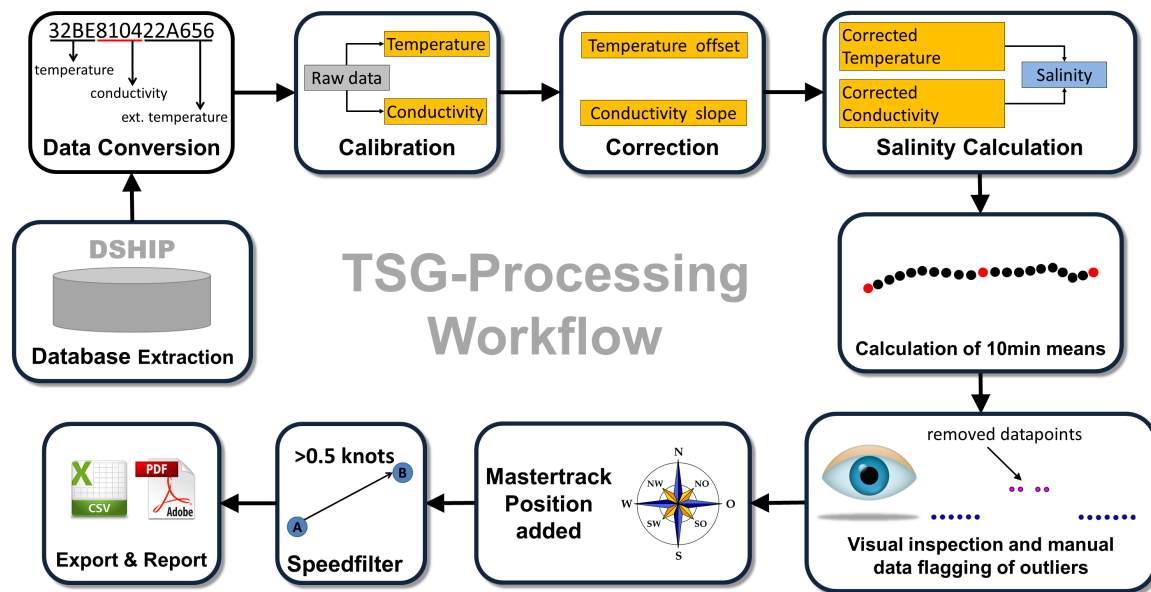 32BE810422A656
temperature
conductivity
ext. temperature
Data Conversion
Raw data
Temperature
Conductivity
Calibration
Temperature offset
Conductivity slope
Correction
Corrected
Temperature
Corrected
Conductivity
Salinity
Salinity Calculation
DSHIP
Database Extraction
TSG-Processing
Workflow
Calculation of 10min means
removed datapoints
Visual inspection and manual
data flagging of outliers
Mastertrack
Position
added
N
NW
NO
W
O
SW
SO
S
>0.5 knots
A
B
Speedfilter
X
CSV
PDF
Adobe
Export & Report